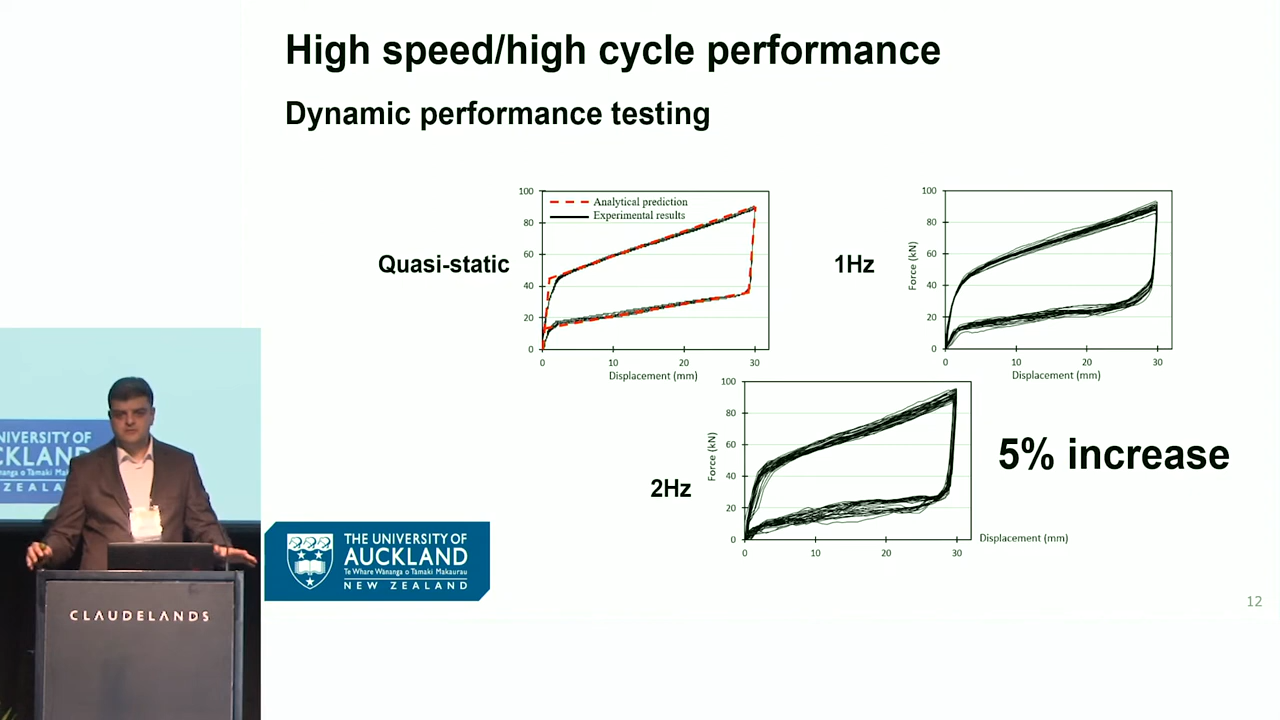 High speed/high cycle performance
Dynamic performance testing
Quasi-static
100
80
60
40
20
0
Analytical prediction
Experimental results
0 10 20 30
Displacement (mm)
1Hz
Force (kN)
100
80
60
40
20
0
0 10 20 30
Displacement (mm)
2Hz
Force (kN)
100
80
60
40
20
0
0 10 20 30
Displacement (mm)
5% increase
THE UNIVERSITY OF
AUCKLAND
Te Whare Wānanga o Tāmaki Makaurau
NEW ZEALAND
12
NIVERSITY OF
CKLAND
ZEALA
CLAUDELANDS